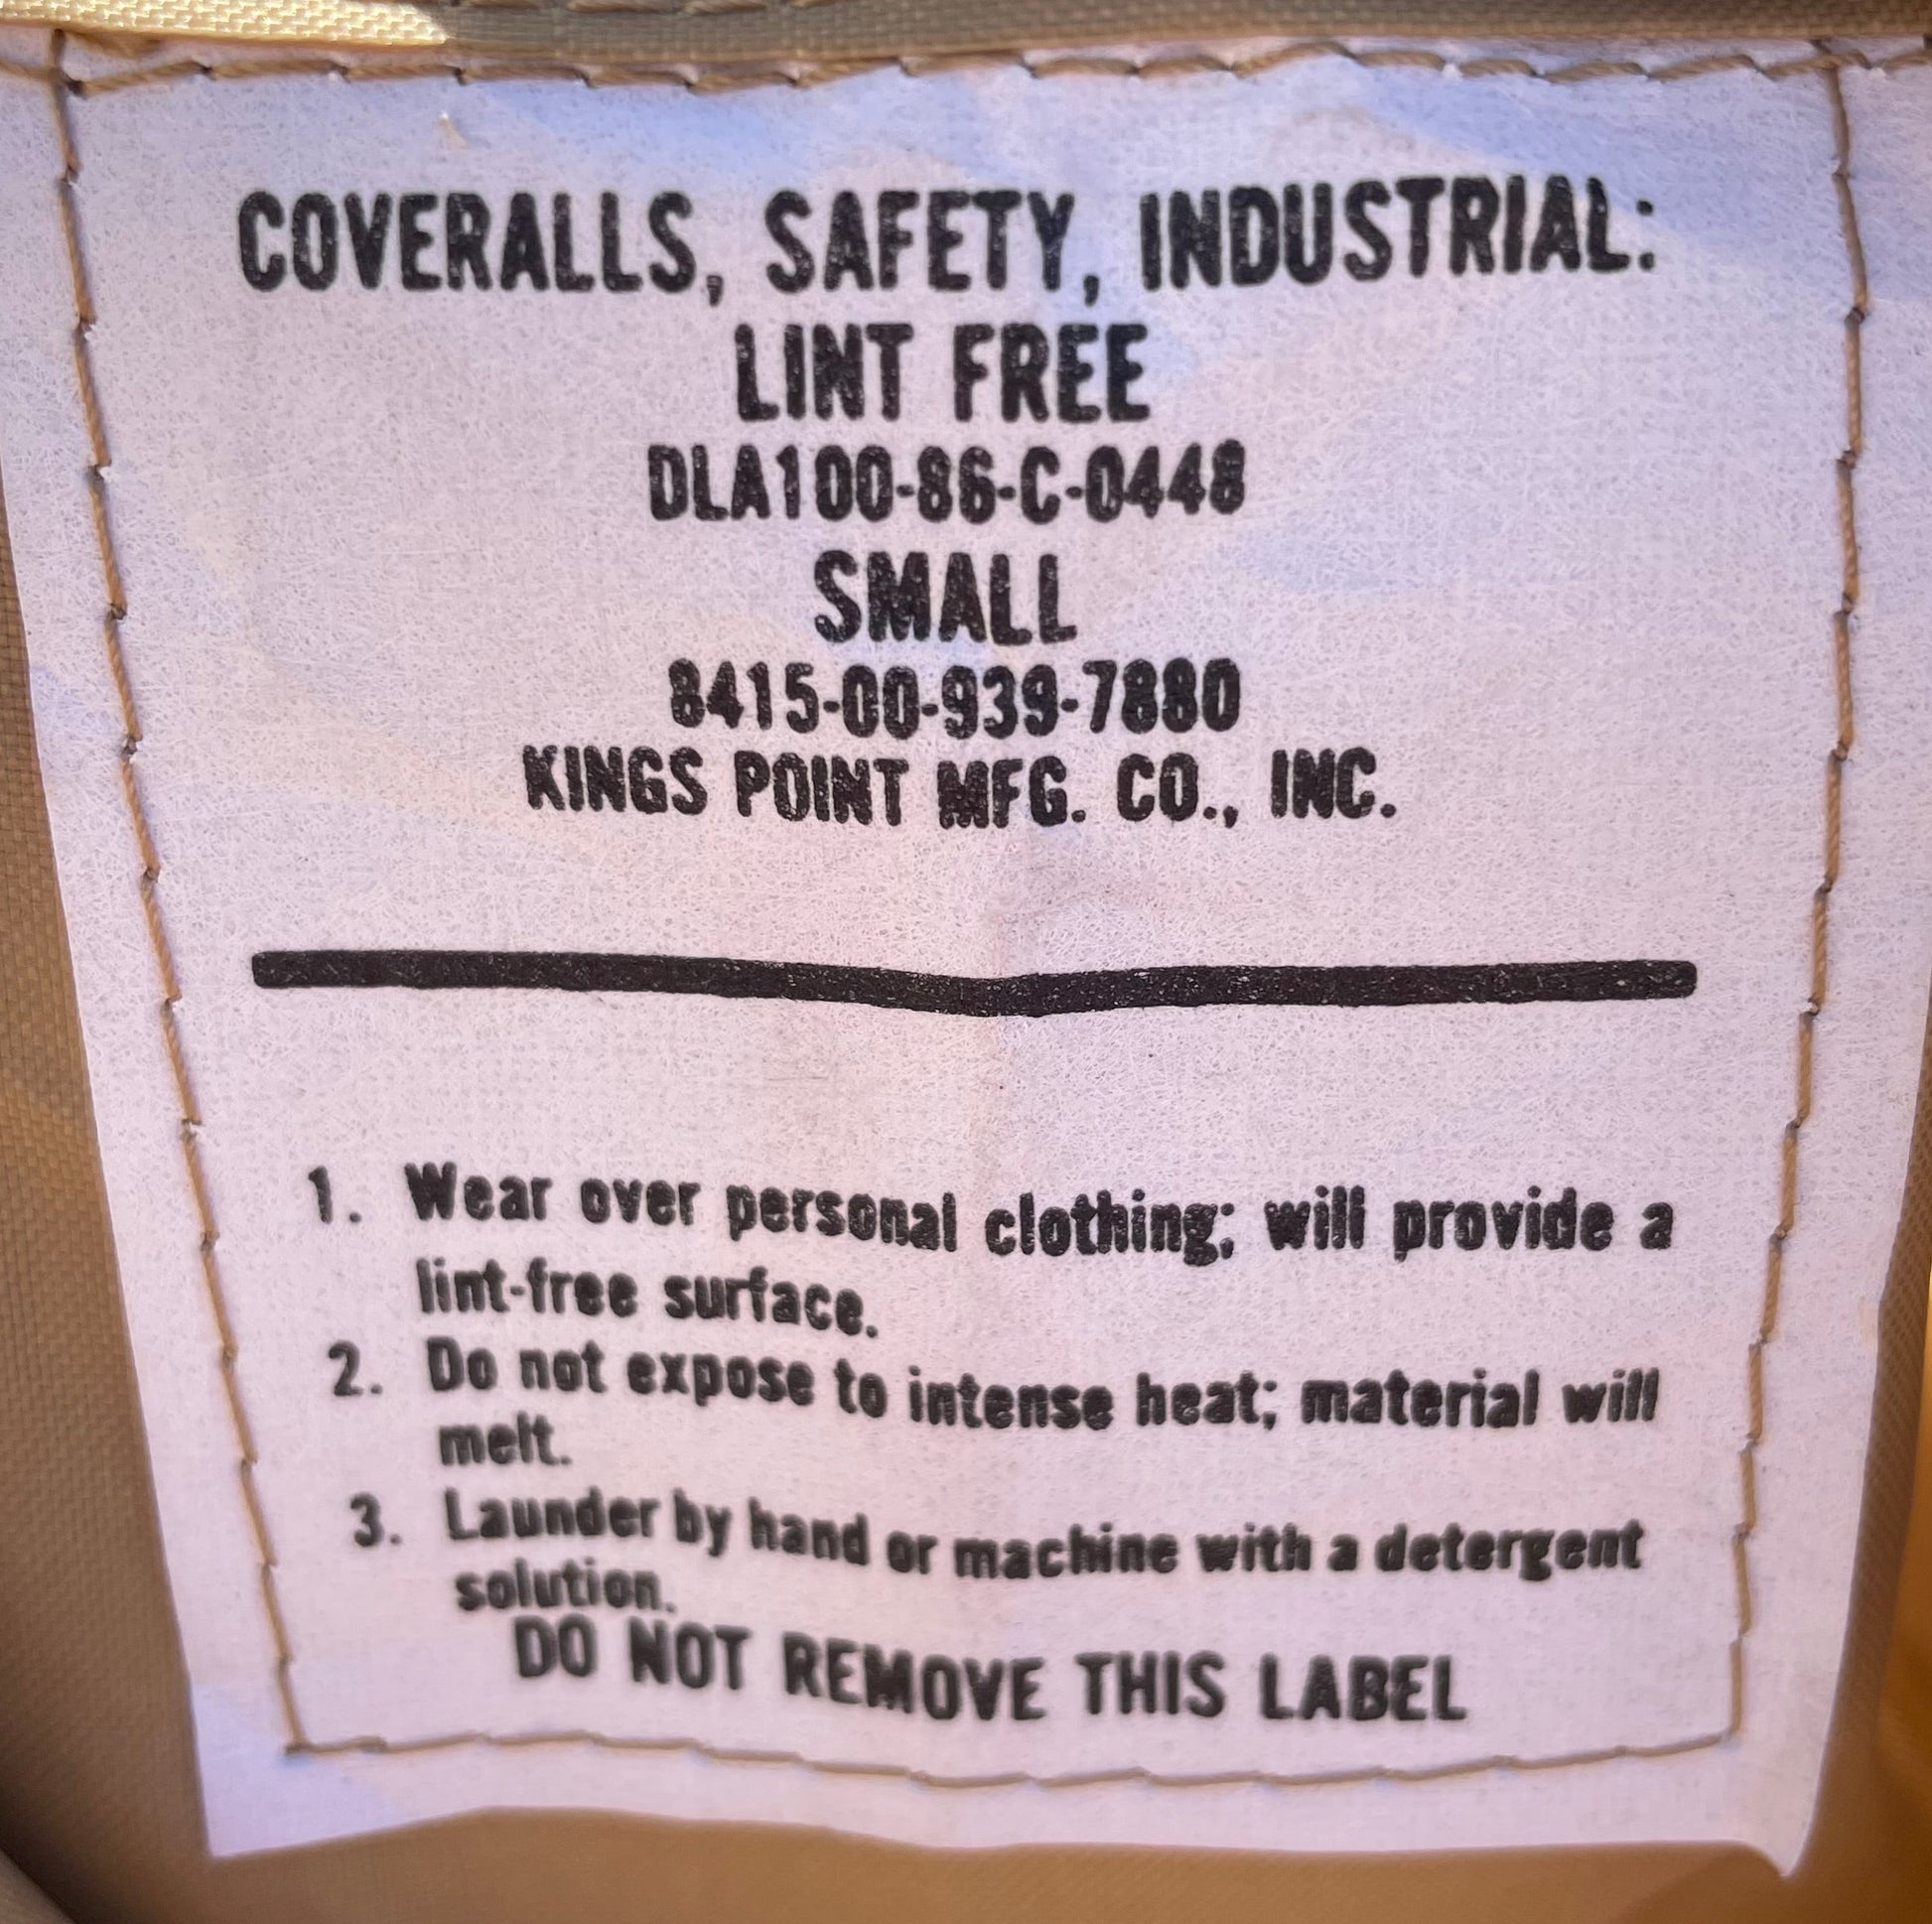 COVERALLS, SAFETY, INDUSTRIAL:
LINT FREE
DLA100-86-C-0448
SMALL
8415-00-939-7880
KINGS POINT MFG. CO., INC.
1. Wear over personal clothing; will provide a
lint-free surface.
2. Do not expose to intense heat; material will
melt.
3. Launder by hand or machine with a detergent
solution.
DO NOT REMOVE THIS LABEL